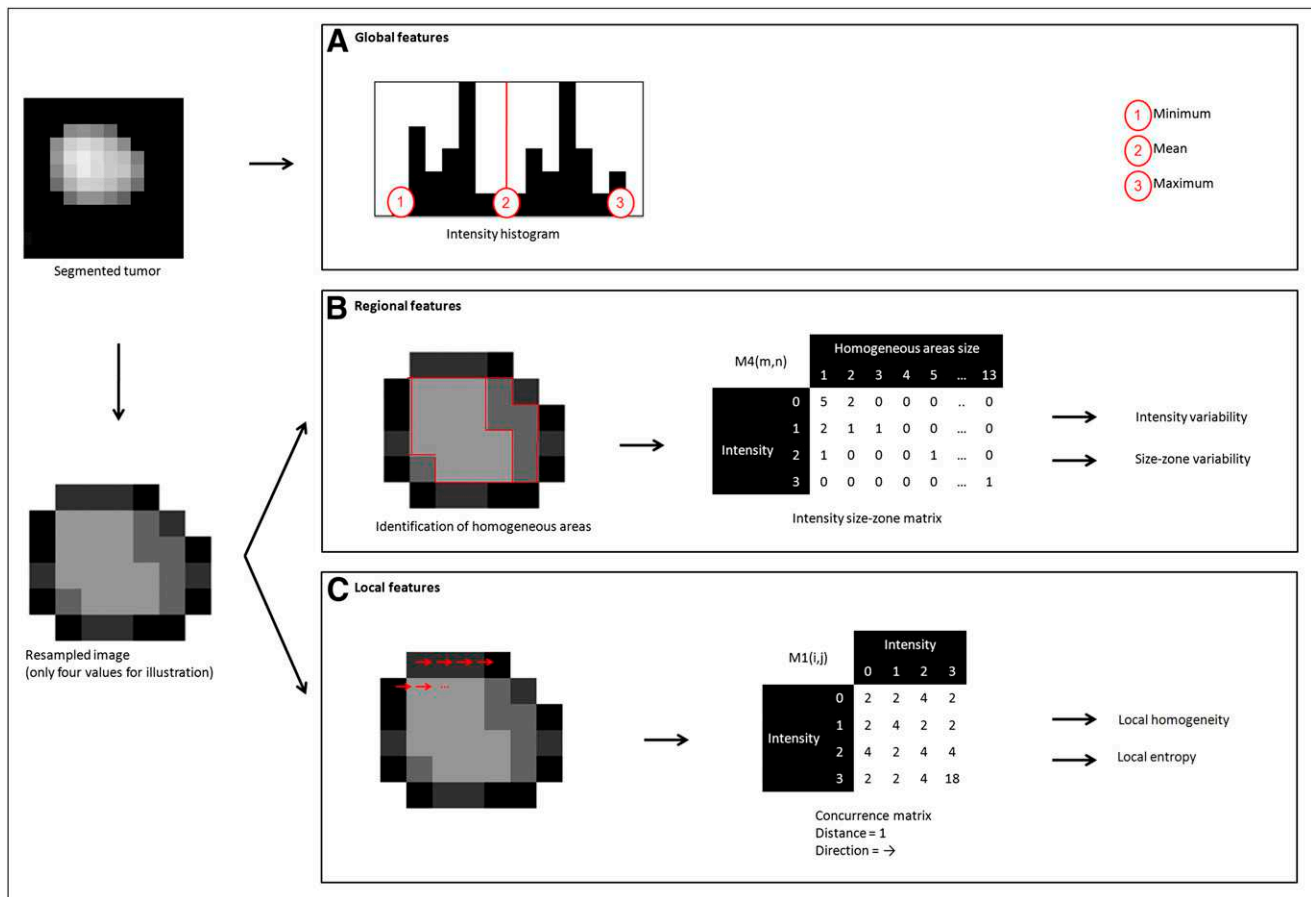 A Global features
1 Minimum
2 Mean
3 Maximum
1 2 3
Intensity histogram
Segmented tumor
B Regional features
M4(m,n)
Homogeneous areas size
1 2 3 4 5 ... 13
0 5 2 0 0 0 .. 0
1 2 1 1 0 0 ... 0
Intensity
2 1 0 0 0 1 ... 0
3 0 0 0 0 0 ... 1
Intensity variability
Size-zone variability
Identification of homogeneous areas
Intensity size-zone matrix
Resampled image
(only four values for illustration)
C Local features
...
M1(i,j)
Intensity
0 1 2 3
0 2 2 4 2
1 2 4 2 2
Intensity
2 4 2 4 4
3 2 2 4 18
Local homogeneity
Local entropy
Concurrence matrix
Distance = 1
Direction = →